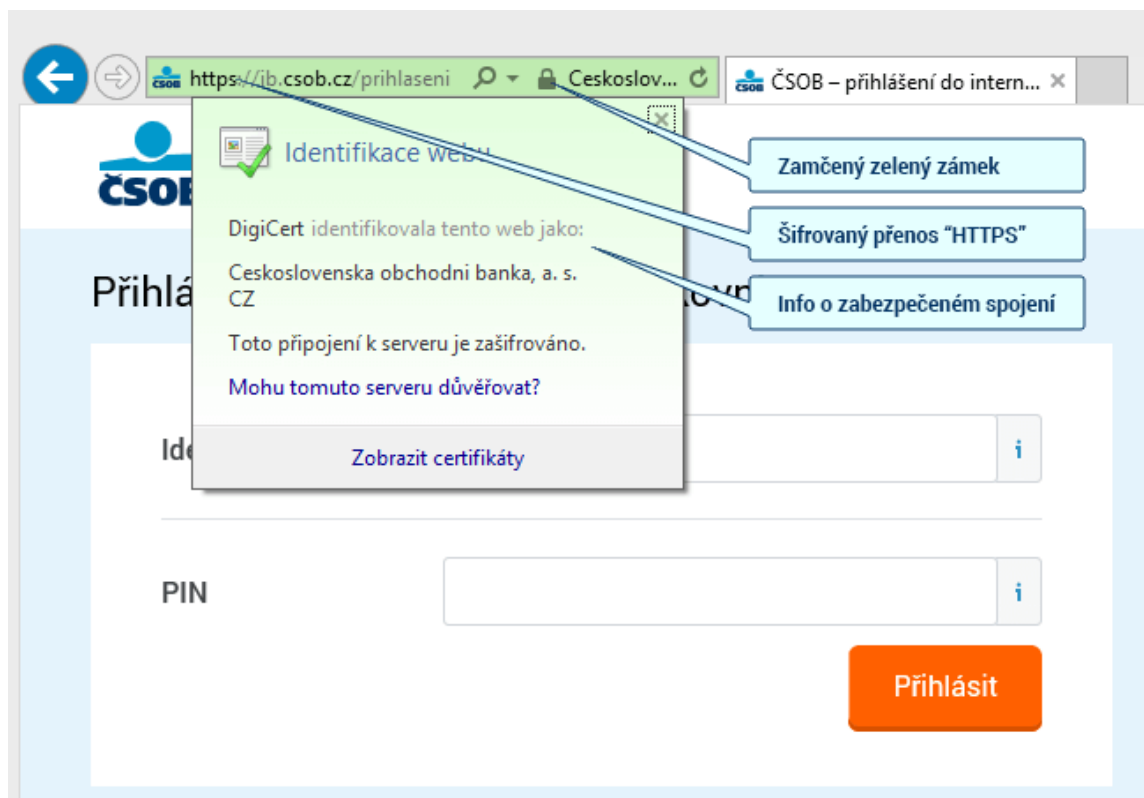 https://ib.csob.cz/prihlaseni
Ceskoslov...
ČSOB – přihlášení do intern...
ČSOB
Identifikace webu
Zamčený zelený zámek
DigiCert identifikovala tento web jako:
Šifrovaný přenos “HTTPS”
Ceskoslovenska obchodni banka, a. s.
CZ
Info o zabezpečeném spojení
Toto připojení k serveru je zašifrováno.
Mohu tomuto serveru důvěřovat?
Zobrazit certifikáty
PIN
Přihlásit